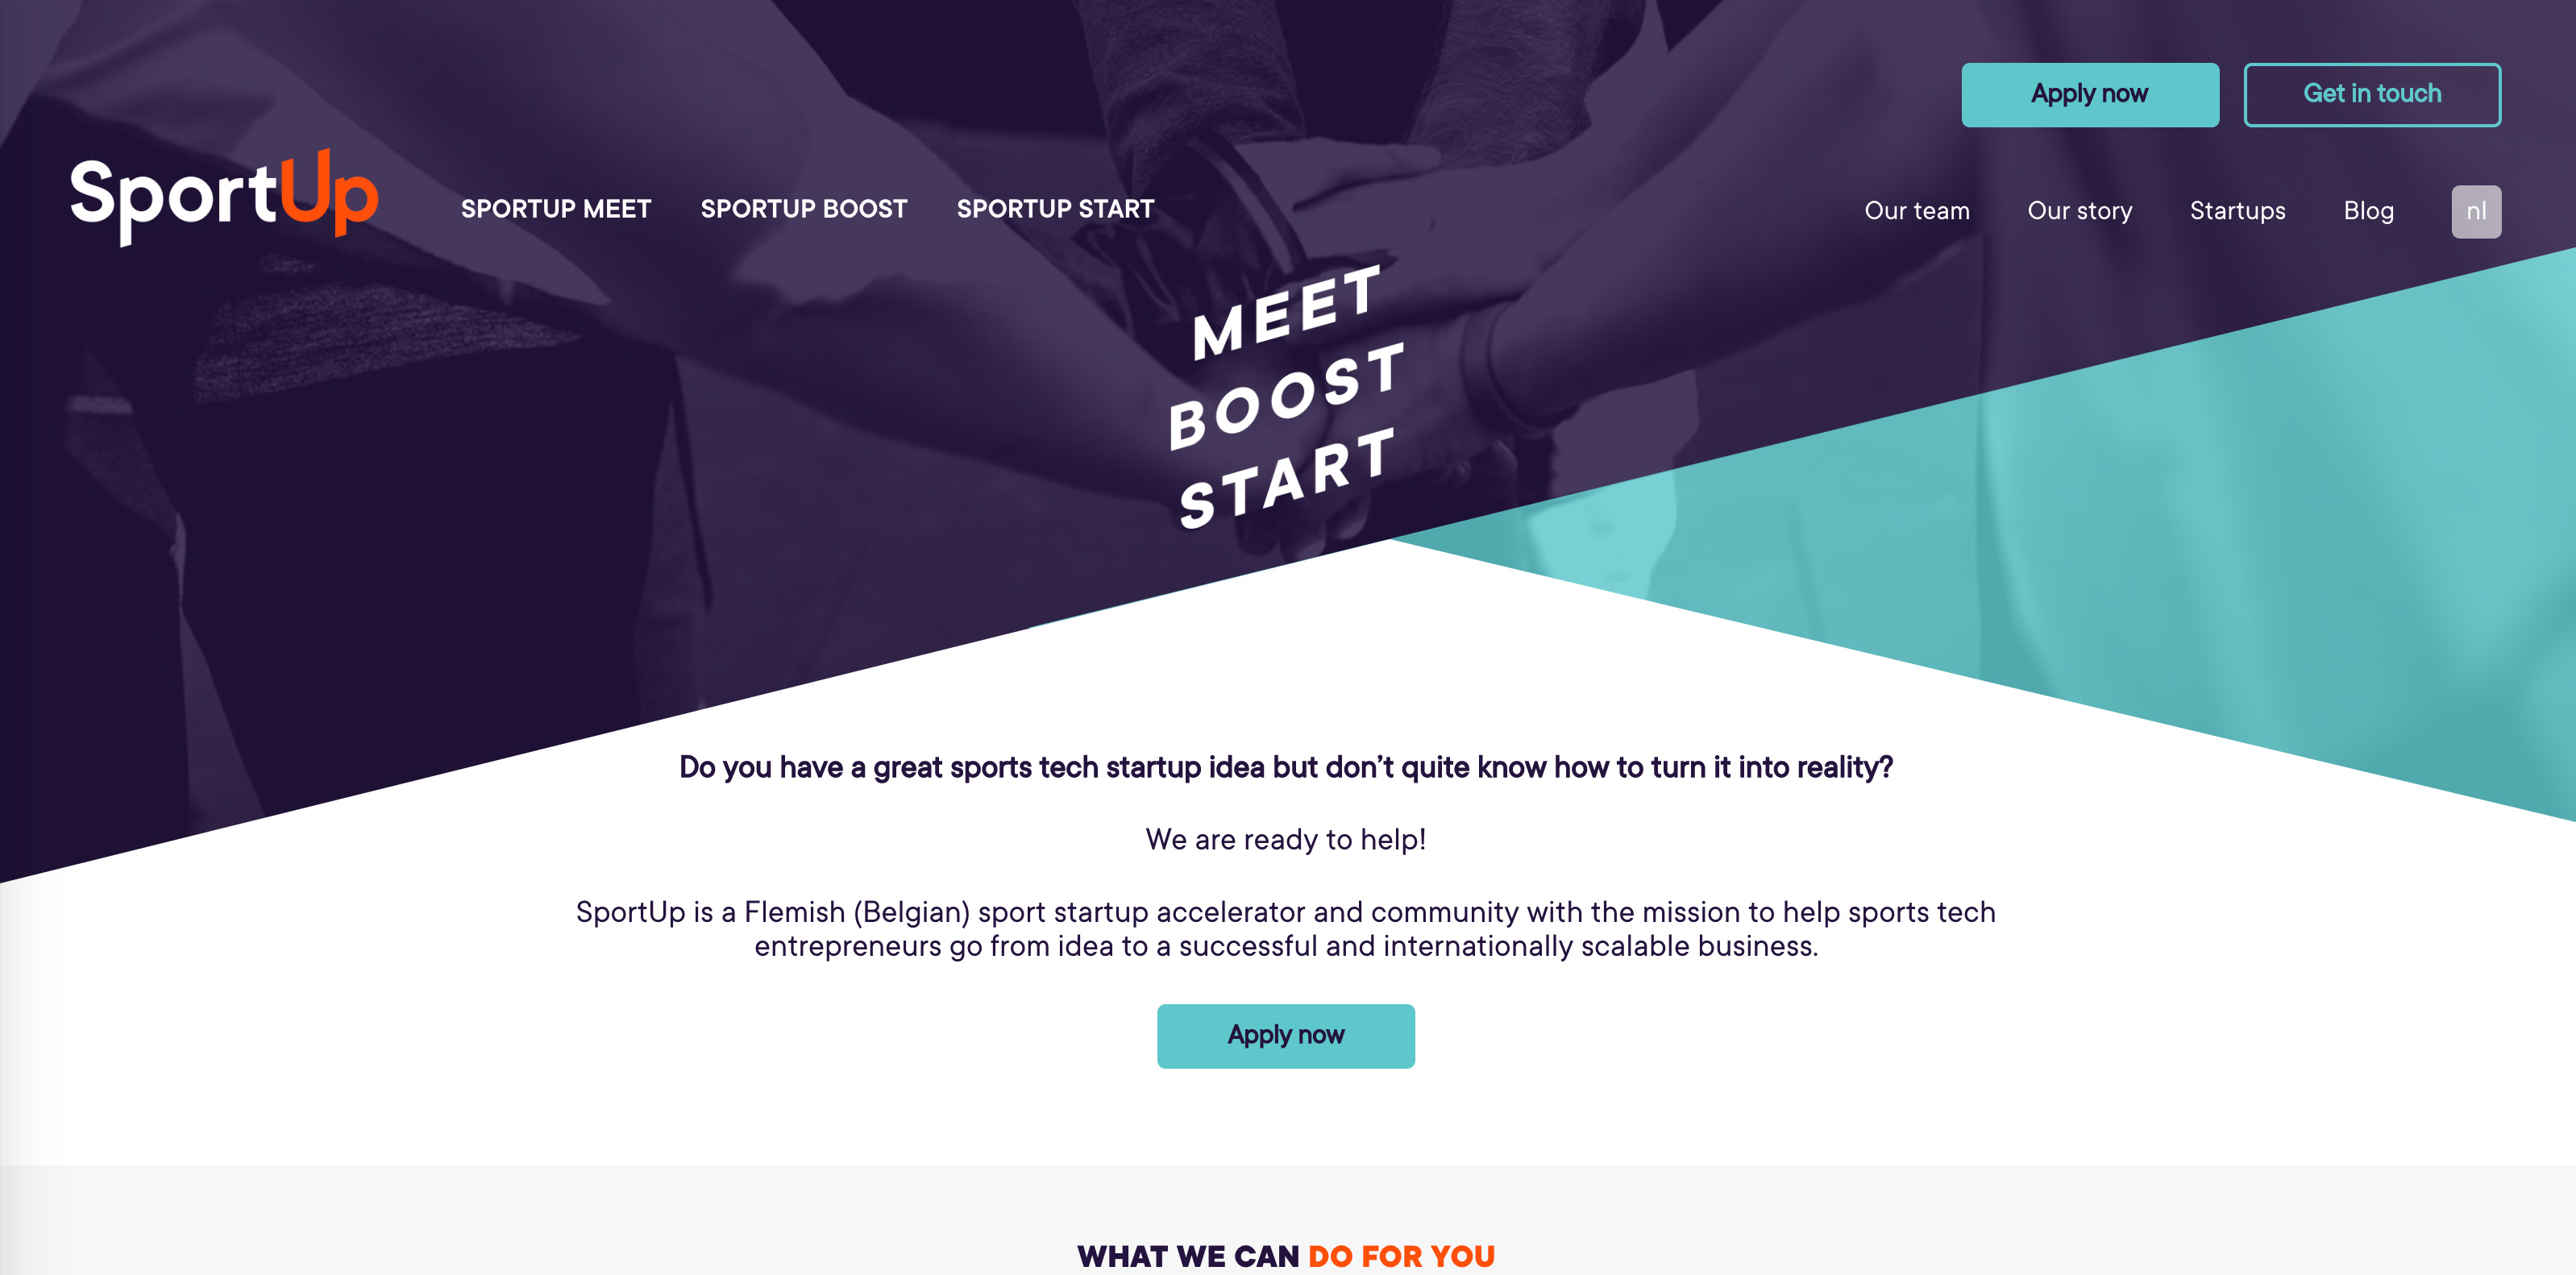 Apply now
Get in touch
SportUp
SPORTUP MEET
SPORTUP BOOST
SPORTUP START
Our team
Our story
Startups
Blog
nl
MEET
BOOST
START
Do you have a great sports tech startup idea but don’t quite know how to turn it into reality?
We are ready to help!
SportUp is a Flemish (Belgian) sport startup accelerator and community with the mission to help sports tech
entrepreneurs go from idea to a successful and internationally scalable business.
Apply now
WHAT WE CAN DO FOR YOU